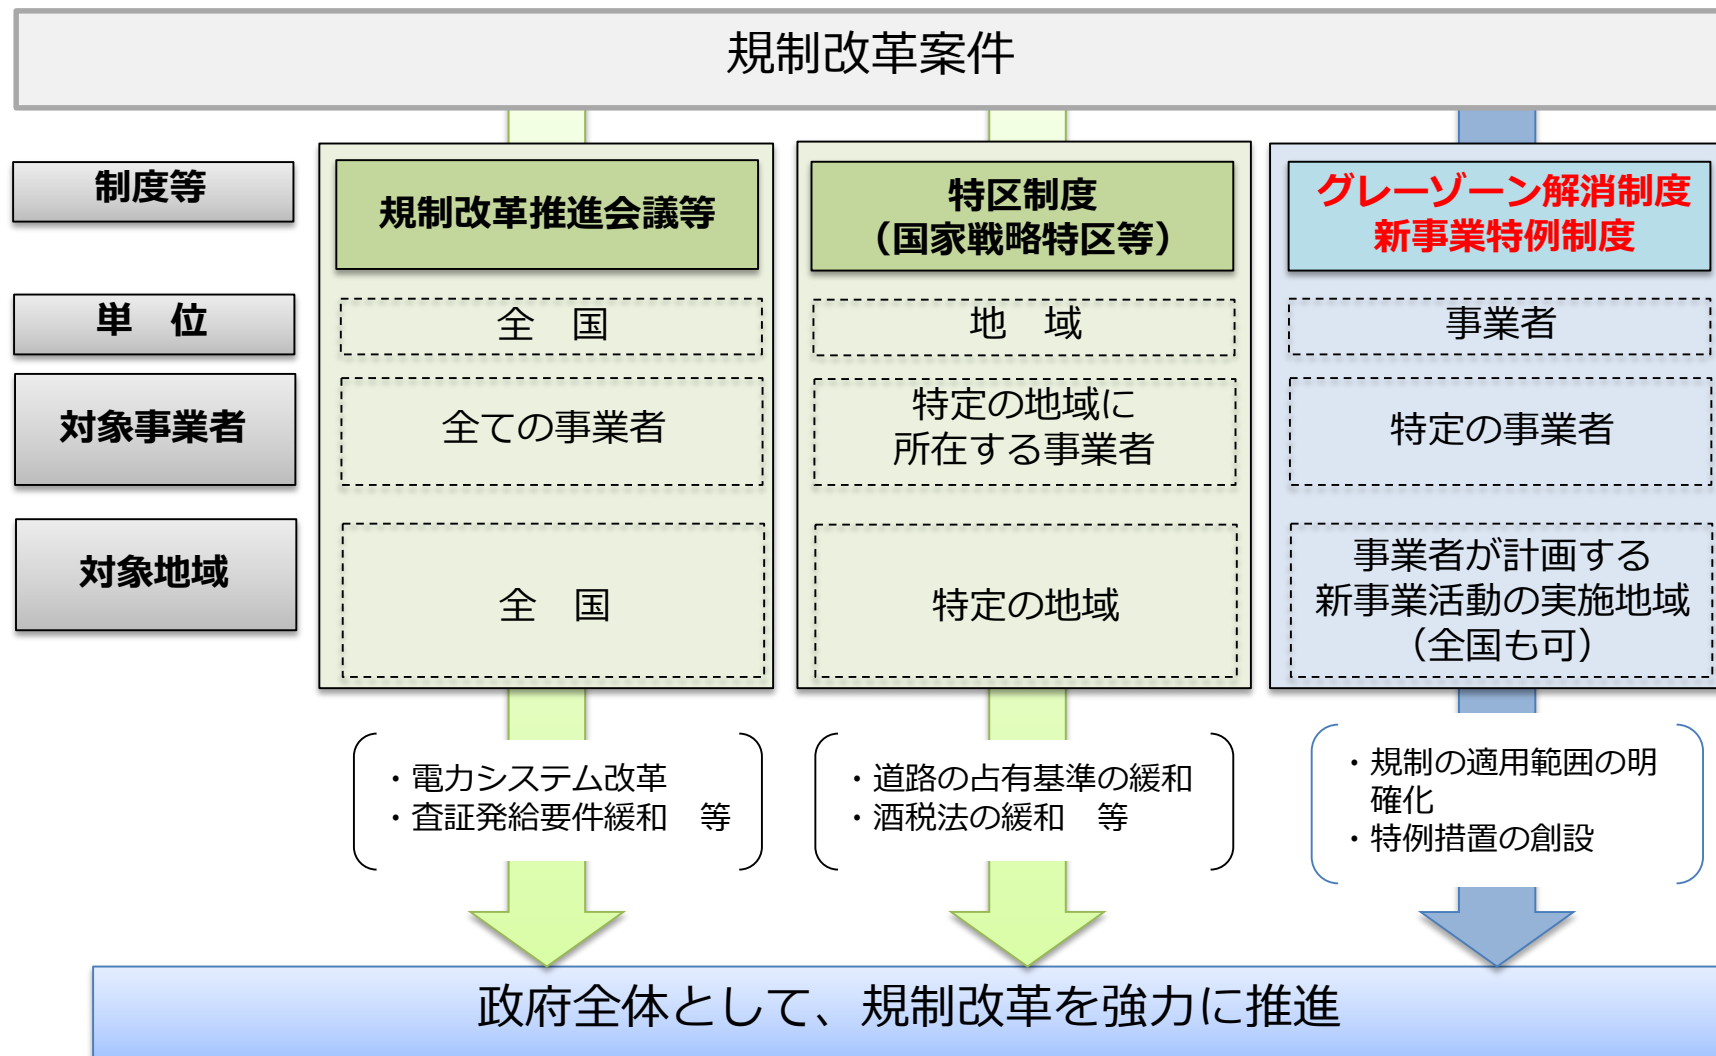 規制改革案件
制度等
規制改革推進会議等
特区制度
（国家戦略特区等）
グレーゾーン解消制度
新事業特例制度
単　位
全　国
地　域
事業者
対象事業者
全ての事業者
特定の地域に
所在する事業者
特定の事業者
対象地域
全　国
特定の地域
事業者が計画する
新事業活動の実施地域
（全国も可）
・電力システム改革
・査証発給要件緩和　等
・道路の占有基準の緩和
・酒税法の緩和　等
・規制の適用範囲の明
確化
・特例措置の創設
政府全体として、規制改革を強力に推進